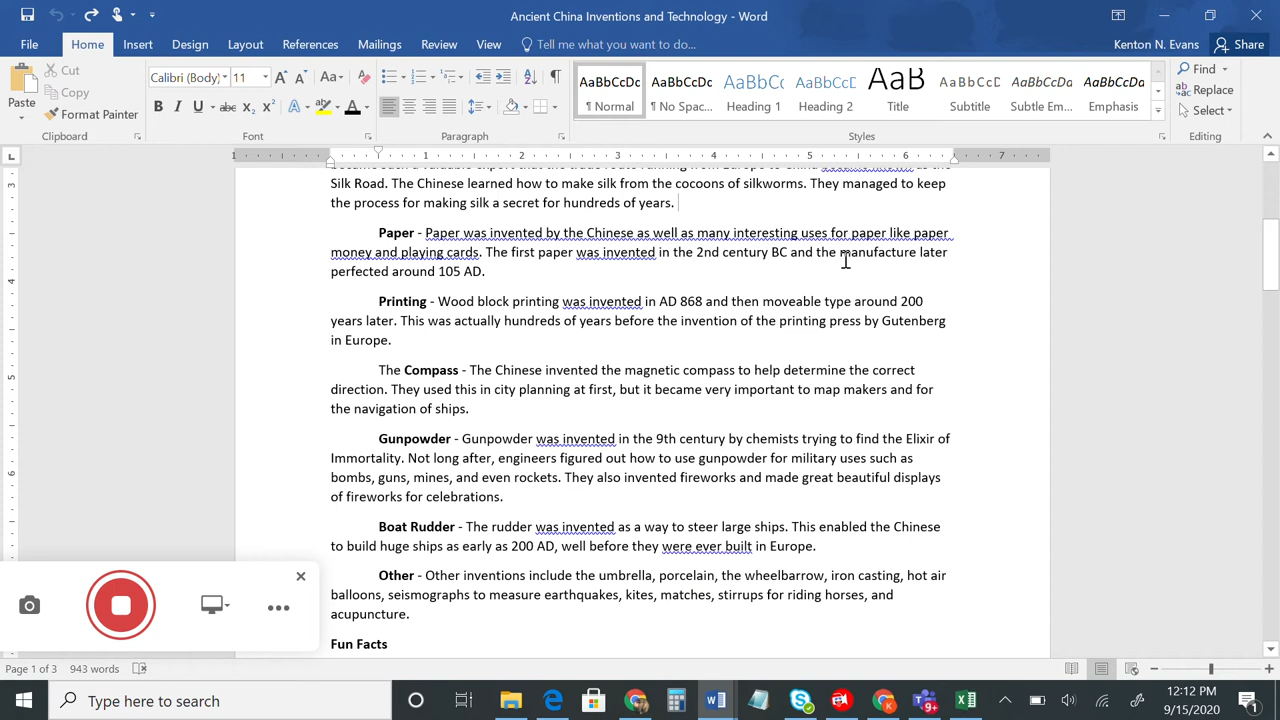 Ancient China Inventions and Technology - Word
File Home Insert Design Layout References Mailings Review View Tell me what you want to do... Kenton N. Evans Share
Paste
Cut
Copy
Format Painter
Clipboard
Calibri (Body) 11
Font
Paragraph
AaBbCcDc AaBbCcDc AaBbCc AaBbCcD AaB AaBbCcD AaBbCcDc AaBbCcDc
¶ Normal ¶ No Spac... Heading 1 Heading 2 Title Subtitle Subtle Em... Emphasis
Styles
Find
Replace
Select
Editing
Silk Road. The Chinese learned how to make silk from the cocoons of silkworms. They managed to keep
the process for making silk a secret for hundreds of years.
Paper - Paper was invented by the Chinese as well as many interesting uses for paper like paper
money and playing cards. The first paper was invented in the 2nd century BC and the manufacture later
perfected around 105 AD.
Printing - Wood block printing was invented in AD 868 and then moveable type around 200
years later. This was actually hundreds of years before the invention of the printing press by Gutenberg
in Europe.
The Compass - The Chinese invented the magnetic compass to help determine the correct
direction. They used this in city planning at first, but it became very important to map makers and for
the navigation of ships.
Gunpowder - Gunpowder was invented in the 9th century by chemists trying to find the Elixir of
Immortality. Not long after, engineers figured out how to use gunpowder for military uses such as
bombs, guns, mines, and even rockets. They also invented fireworks and made great beautiful displays
of fireworks for celebrations.
Boat Rudder - The rudder was invented as a way to steer large ships. This enabled the Chinese
to build huge ships as early as 200 AD, well before they were ever built in Europe.
Other - Other inventions include the umbrella, porcelain, the wheelbarrow, iron casting, hot air
balloons, seismographs to measure earthquakes, kites, matches, stirrups for riding horses, and
acupuncture.
Fun Facts
Page 1 of 3 943 words
Type here to search
12:12 PM
9/15/2020